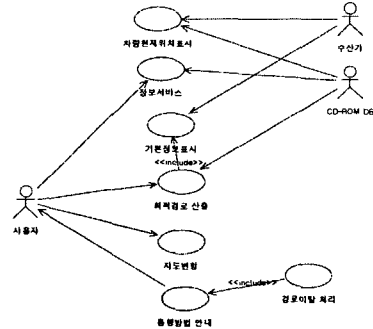 차량현재위치표시
수신기
정보서비스
CD-ROM DB
기본정보표시
<<include>>
최적경로 산출
사용자
지도변환
<<include>>
경로이탈 처리
통행방법 안내